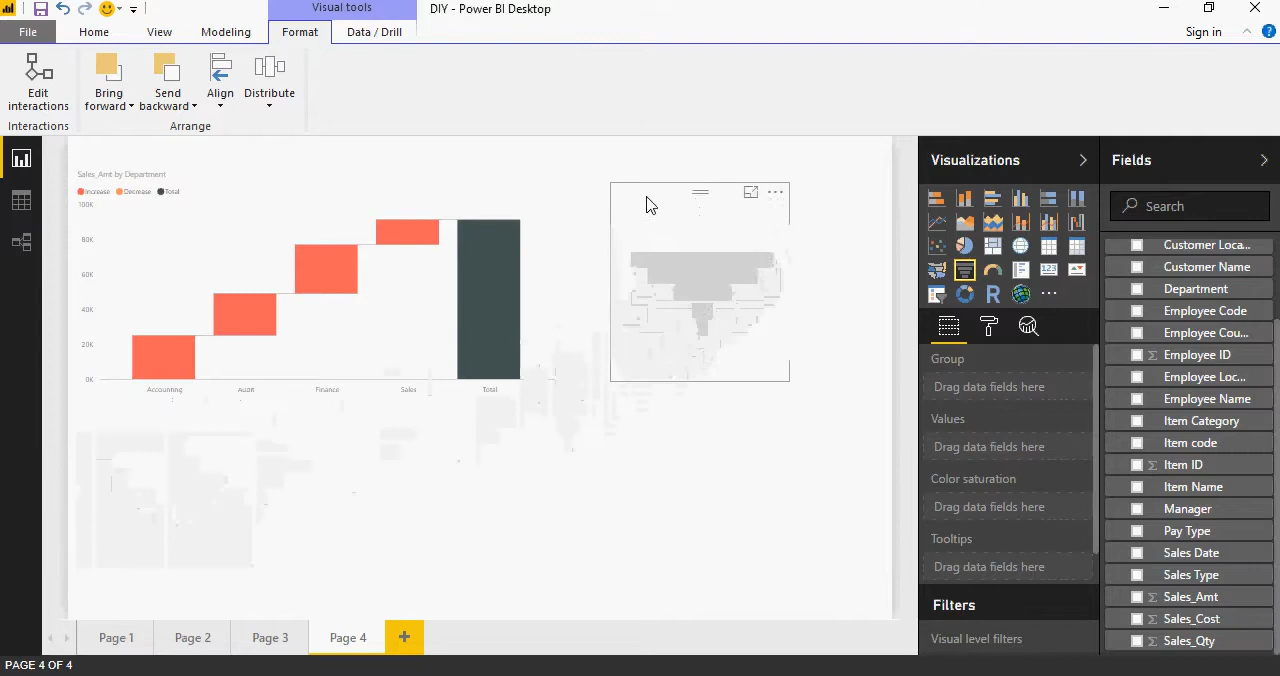 Visual tools
DIY - Power BI Desktop
File
Home
View
Modeling
Format
Data / Drill
Sign in
Edit
interactions
Bring
forward
Send
backward
Align
Distribute
Interactions
Arrange
Sales_Amt by Department
Increase
Decrease
Total
100K
80K
60K
40K
20K
0K
Accounting
Audit
Finance
Sales
Total
Visualizations
R
123
Group
Drag data fields here
Values
Drag data fields here
Color saturation
Drag data fields here
Tooltips
Drag data fields here
Filters
Visual level filters
Fields
Search
Customer Loca...
Customer Name
Department
Employee Code
Employee Cou...
Σ Employee ID
Employee Loc...
Employee Name
Item Category
Item code
Σ Item ID
Item Name
Manager
Pay Type
Sales Date
Sales Type
Σ Sales_Amt
Σ Sales_Cost
Σ Sales_Qty
Page 1
Page 2
Page 3
Page 4
PAGE 4 OF 4